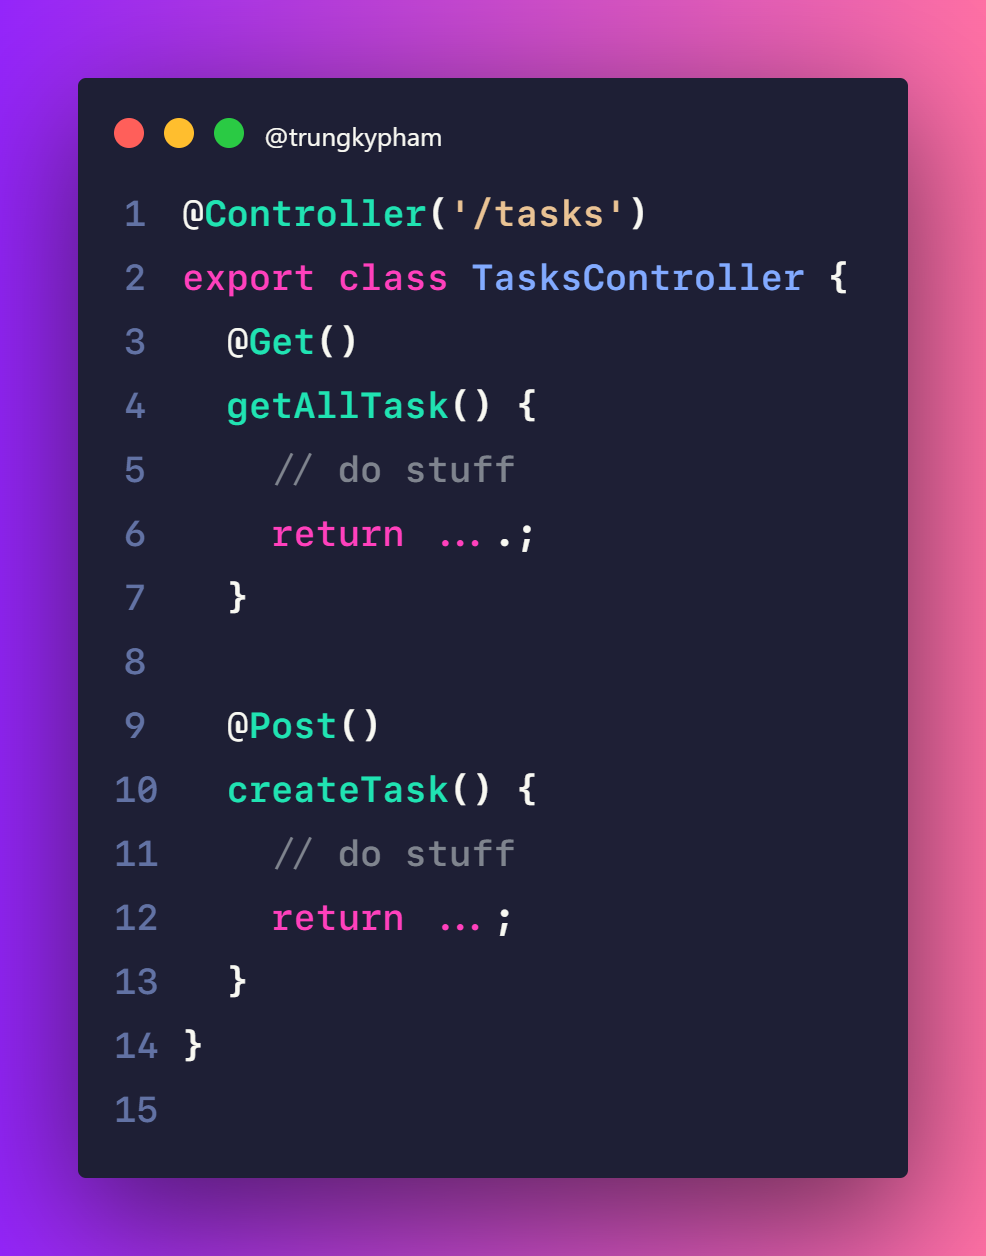 @trungkypham
1 @Controller('/tasks')
2 export class TasksController {
3   @Get()
4   getAllTask() {
5     // do stuff
6     return ....;
7   }
8
9   @Post()
10   createTask() {
11     // do stuff
12     return ...;
13   }
14 }
15